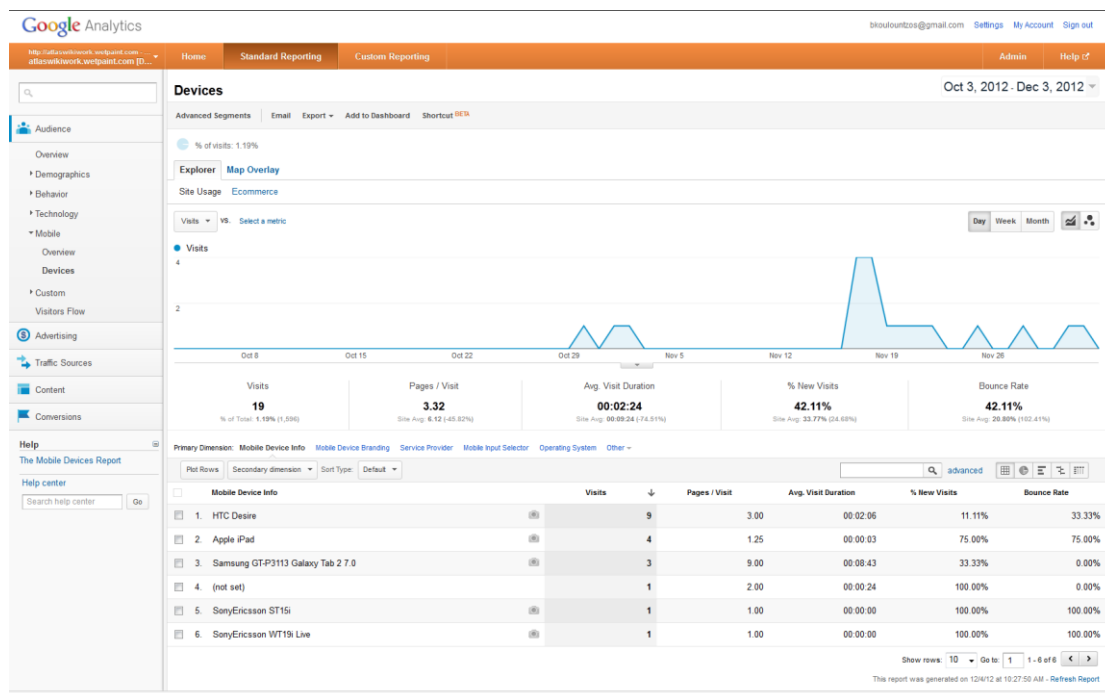 Google Analytics
bkoulountzos@gmail.com Settings My Account Sign out
http://atlaswikiwork.wetpaint.com - ...
atlaswikiwork.wetpaint.com [D...
Home Standard Reporting Custom Reporting Admin Help
Audience
Overview
Demographics
Behavior
Technology
Mobile
Overview
Devices
Custom
Visitors Flow
Advertising
Traffic Sources
Content
Conversions
Help
The Mobile Devices Report
Help center
Search help center Go
Devices
Oct 3, 2012 - Dec 3, 2012
Advanced Segments Email Export Add to Dashboard Shortcut BETA
% of visits: 1.19%
Explorer Map Overlay
Site Usage Ecommerce
Visits VS. Select a metric Day Week Month
Visits
4
2
Oct 8 Oct 15 Oct 22 Oct 29 Nov 5 Nov 12 Nov 19 Nov 26
Visits Pages / Visit Avg. Visit Duration % New Visits Bounce Rate
19 3.32 00:02:24 42.11% 42.11%
% of Total: 1.19% (1,596) Site Avg: 6.12 (-45.82%) Site Avg: 00:09:24 (-74.51%) Site Avg: 33.77% (24.68%) Site Avg: 20.80% (102.41%)
Primary Dimension: Mobile Device Info Mobile Device Branding Service Provider Mobile Input Selector Operating System Other
Plot Rows Secondary dimension Sort Type: Default advanced
Mobile Device Info Visits Pages / Visit Avg. Visit Duration % New Visits Bounce Rate
1. HTC Desire 9 3.00 00:02:06 11.11% 33.33%
2. Apple iPad 4 1.25 00:00:03 75.00% 75.00%
3. Samsung GT-P3113 Galaxy Tab 2 7.0 3 9.00 00:08:43 33.33% 0.00%
4. (not set) 1 2.00 00:00:24 100.00% 0.00%
5. SonyEricsson ST15i 1 1.00 00:00:00 100.00% 100.00%
6. SonyEricsson WT19i Live 1 1.00 00:00:00 100.00% 100.00%
Show rows: 10 Go to: 1 1 - 6 of 6
This report was generated on 12/4/12 at 10:27:50 AM - Refresh Report